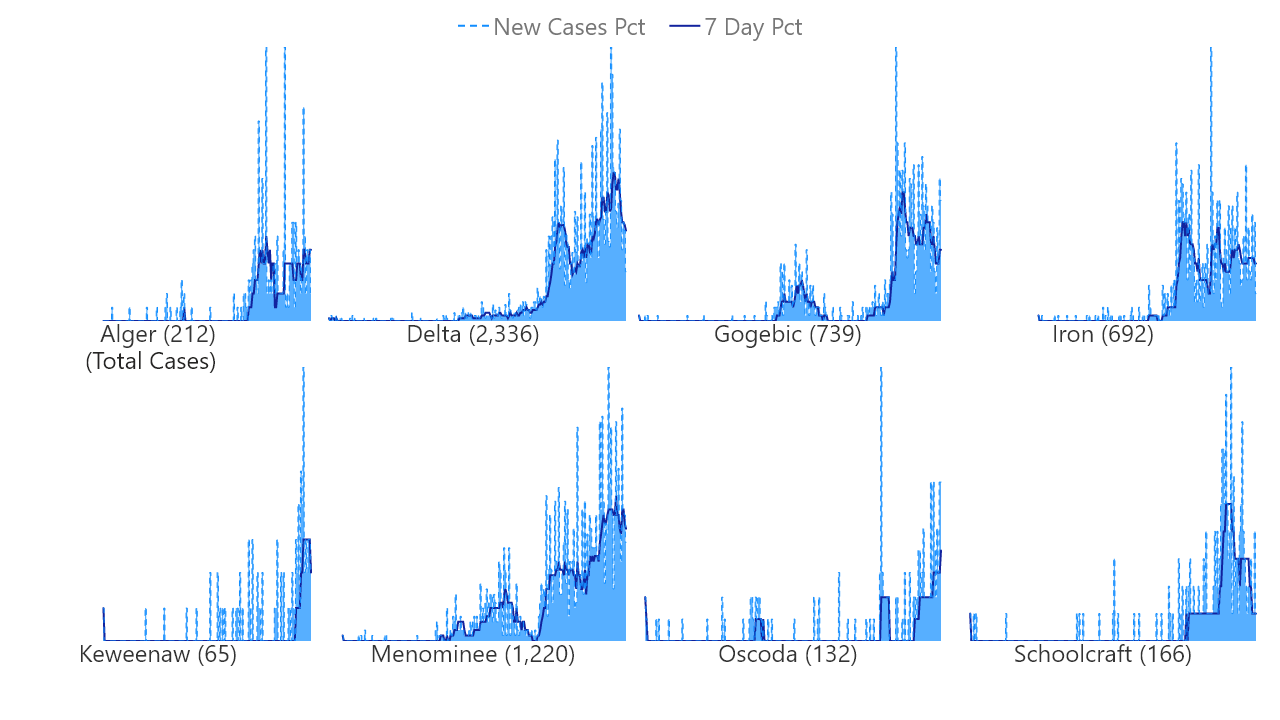 New Cases Pct 7 Day Pct
Alger (212)
(Total Cases)
Delta (2,336)
Gogebic (739)
Iron (692)
Keweenaw (65)
Menominee (1,220)
Oscoda (132)
Schoolcraft (166)